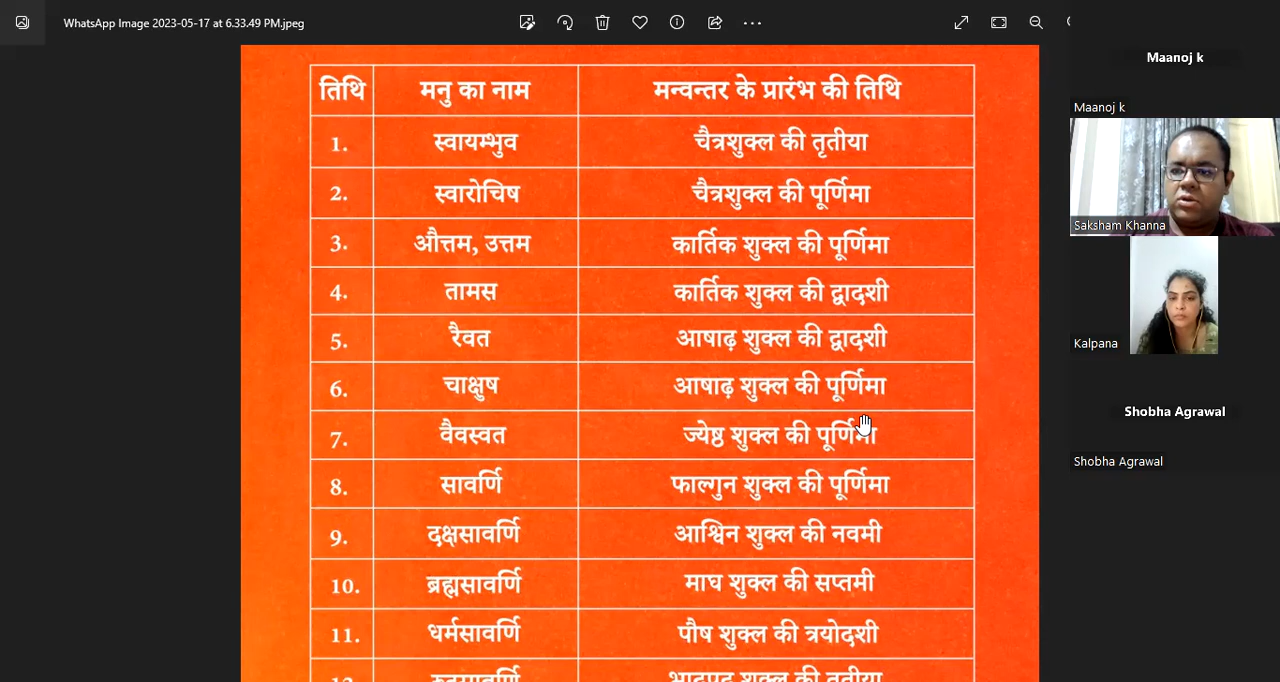 WhatsApp Image 2023-05-17 at 6.33.49 PM.jpeg
तिथि मनु का नाम मन्वन्तर के प्रारंभ की तिथि
1. स्वायम्भुव चैत्रशुक्ल की तृतीया
2. स्वारोचिष चैत्रशुक्ल की पूर्णिमा
3. औत्तम, उत्तम कार्तिक शुक्ल की पूर्णिमा
4. तामस कार्तिक शुक्ल की द्वादशी
5. रैवत आषाढ़ शुक्ल की द्वादशी
6. चाक्षुष आषाढ़ शुक्ल की पूर्णिमा
7. वैवस्वत ज्येष्ठ शुक्ल की पूर्णिमा
8. सावर्णि फाल्गुन शुक्ल की पूर्णिमा
9. दक्षसावर्णि आश्विन शुक्ल की नवमी
10. ब्रह्मसावर्णि माघ शुक्ल की सप्तमी
11. धर्मसावर्णि पौष शुक्ल की त्रयोदशी
Maanoj k
Maanoj k
Saksham Khanna
Kalpana
Shobha Agrawal
Shobha Agrawal